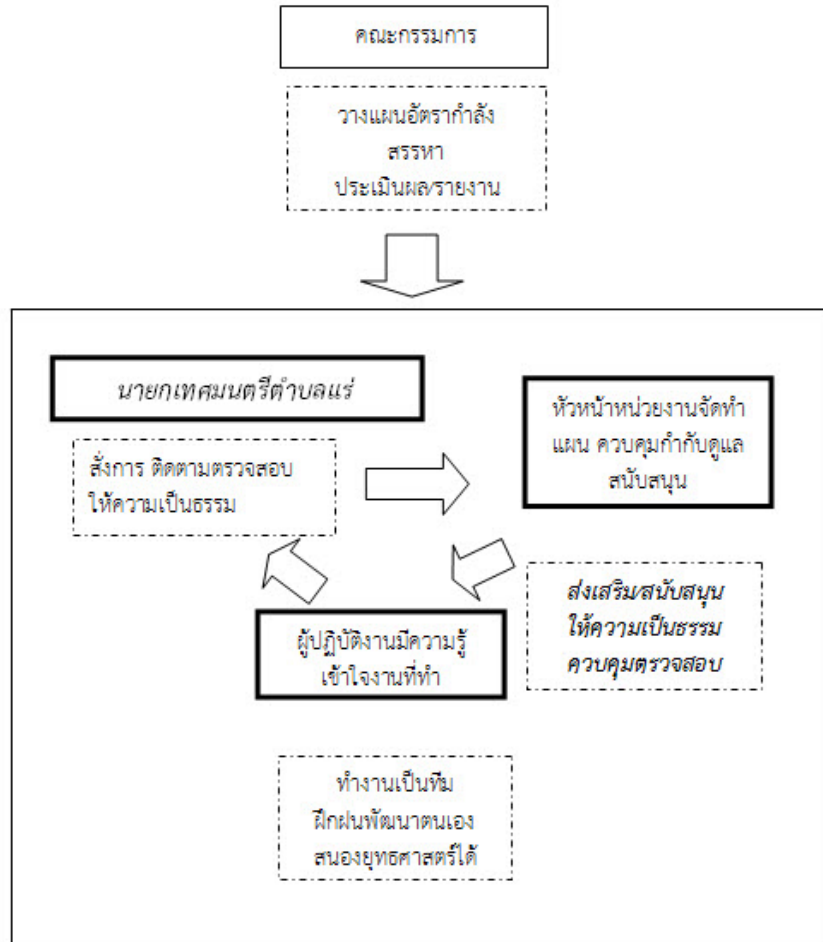 คณะกรรมการ
วางแผนอัตรากำลัง
สรรหา
ประเมินผล/รายงาน
นายกเทศมนตรีตำบลแร่
สั่งการ ติดตามตรวจสอบ
ให้ความเป็นธรรม
หัวหน้าหน่วยงานจัดทำ
แผน ควบคุมกำกับดูแล
สนับสนุน
ส่งเสริม/สนับสนุน
ให้ความเป็นธรรม
ควบคุมตรวจสอบ
ผู้ปฏิบัติงานมีความรู้
เข้าใจงานที่ทำ
ทำงานเป็นทีม
ฝึกฝนพัฒนาตนเอง
สนองยุทธศาสตร์ได้